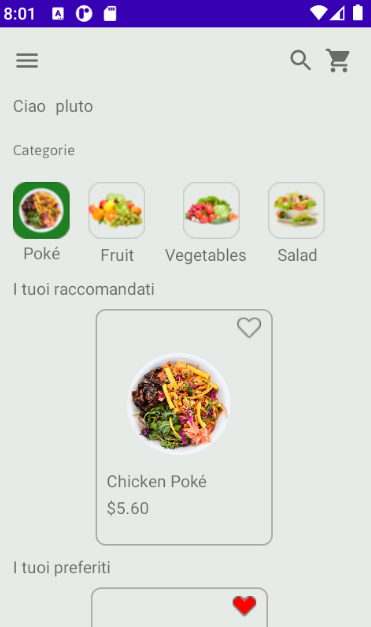 8:01
Ciao pluto
Categorie
Poké Fruit Vegetables Salad
I tuoi raccomandati
Chicken Poké
$5.60
I tuoi preferiti